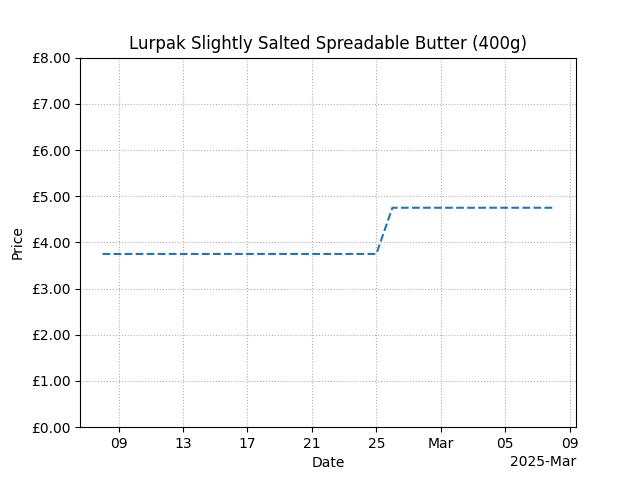 Lurpak Slightly Salted Spreadable Butter (400g)
£8.00
£7.00
£6.00
£5.00
£4.00
£3.00
£2.00
£1.00
£0.00
Price
09 13 17 21 25 Mar 05 09
Date
2025-Mar